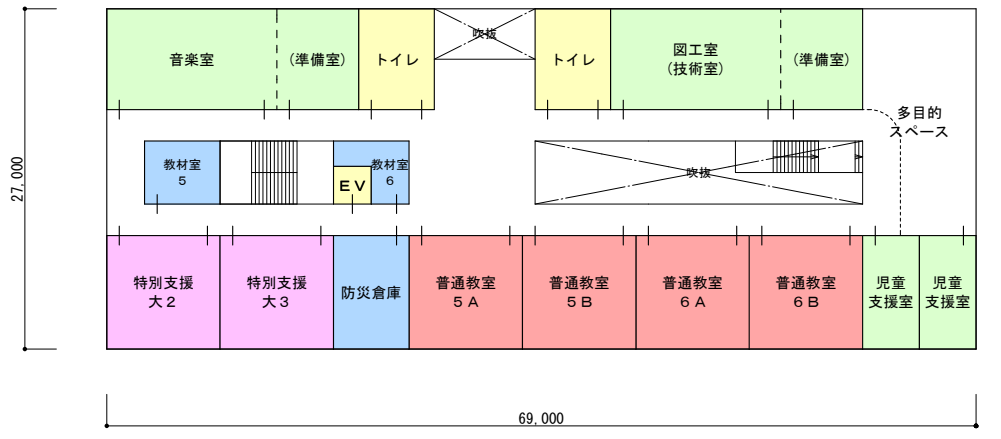 吹抜
音楽室
(準備室)
トイレ
トイレ
図工室
(技術室)
(準備室)
多目的
スペース
27,000
教材室
5
EV
教材室
6
吹抜
特別支援
大2
特別支援
大3
防災倉庫
普通教室
5A
普通教室
5B
普通教室
6A
普通教室
6B
児童
支援室
児童
支援室
69,000